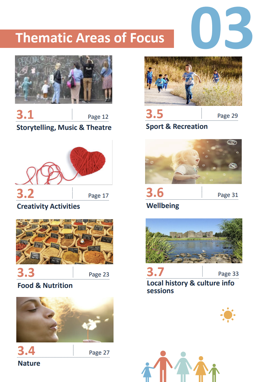 03
Thematic Areas of Focus
3.1 Page 12
Storytelling, Music & Theatre
3.2 Page 17
Creativity Activities
3.3 Page 23
Food & Nutrition
3.4 Page 27
Nature
3.5 Page 29
Sport & Recreation
3.6 Page 31
Wellbeing
3.7 Page 33
Local history & culture info
sessions